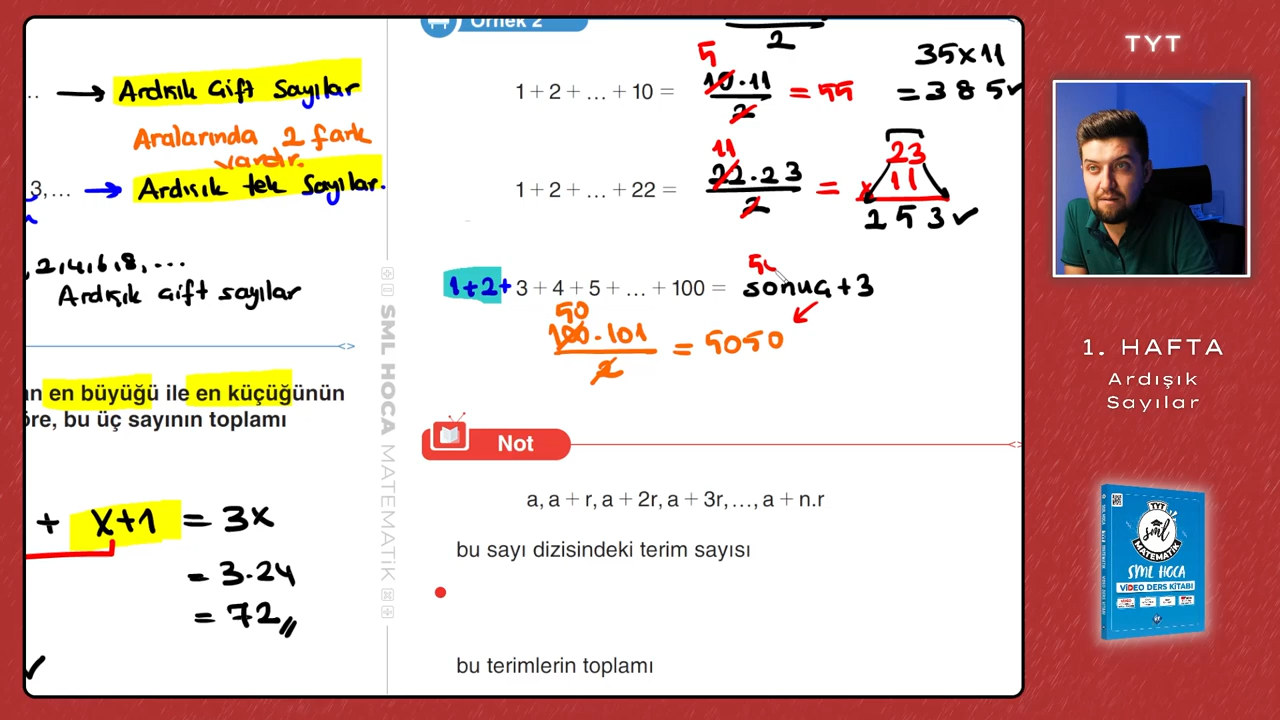 Örnek 2
2
35x11
= 385✓
... → Ardışık Çift Sayılar
Aralarında 2 fark vardır.
3,... → Ardışık tek Sayılar.
, 2,4,6,8, ...
Ardışık Çift sayılar
1 + 2 + ... + 10 = 10·11 / 2 = 55
5
1 + 2 + ... + 22 = 22·23 / 2 = 23 x 11
11
253✓
1+2+ 3 + 4 + 5 + ... + 100 = sonuç + 3
50
100·101 / 2 = 5050
en büyüğü ile en küçüğünün
öre, bu üç sayının toplamı
+ x+1 = 3x
= 3·24
= 72//
SML HOCA MATEMATİK
Not
a, a + r, a + 2r, a + 3r, ..., a + n.r
bu sayı dizisindeki terim sayısı
bu terimlerin toplamı
TYT
1. HAFTA
Ardışık
Sayılar
TYT
sml
MATEMATİK
SML HOCA
VİDEO DERS KİTABI